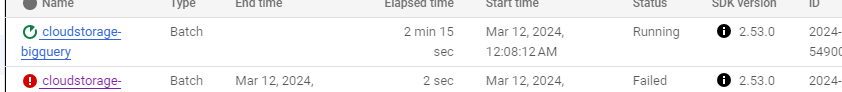 Name Type End time Elapsed time Start time Status SDK version ID
cloudstorage- Batch 2 min 15 Mar 12, 2024, Running 2.53.0 2024-
bigquery sec 12:08:12 AM 54900
cloudstorage- Batch Mar 12, 2024, 2 sec Mar 12, 2024, Failed 2.53.0 2024-